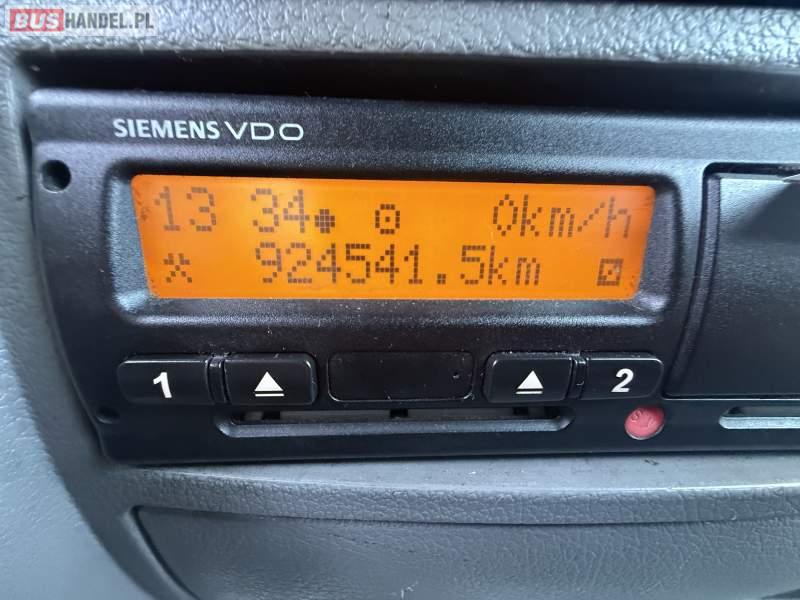 BUSHANDEL.PL
SIEMENS VDO
13 34 0km/h
924541.5km
1 2